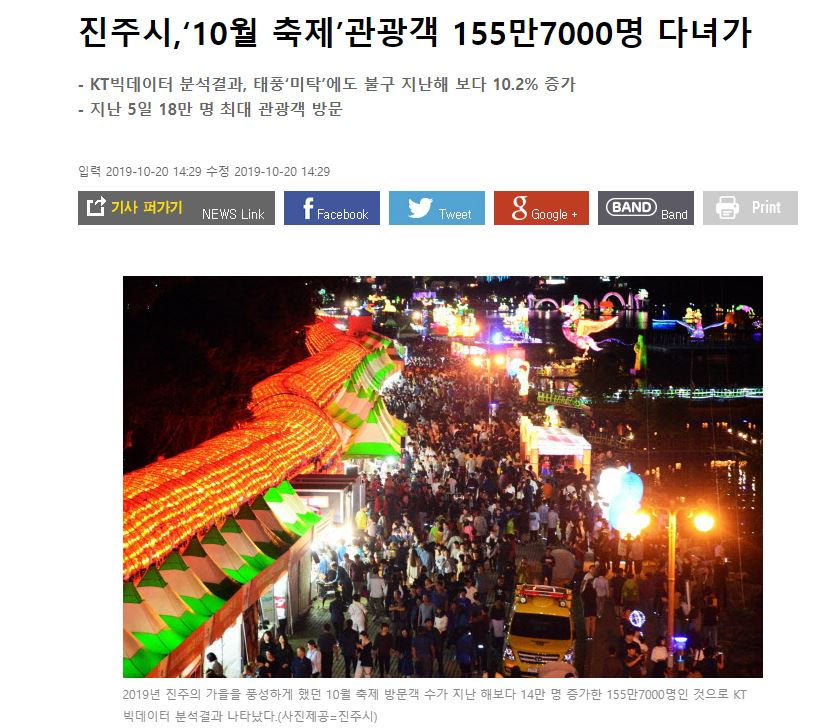 진주시,‘10월 축제’관광객 155만7000명 다녀가
- KT빅데이터 분석결과, 태풍‘미탁’에도 불구 지난해 보다 10.2% 증가
- 지난 5일 18만 명 최대 관광객 방문
입력 2019-10-20 14:29 수정 2019-10-20 14:29
기사 퍼가기 NEWS Link Facebook Tweet Google + BAND Band Print
2019년 진주의 가을을 풍성하게 했던 10월 축제 방문객 수가 지난 해보다 14만 명 증가한 155만7000명인 것으로 KT
빅데이터 분석결과 나타났다.(사진제공=진주시)